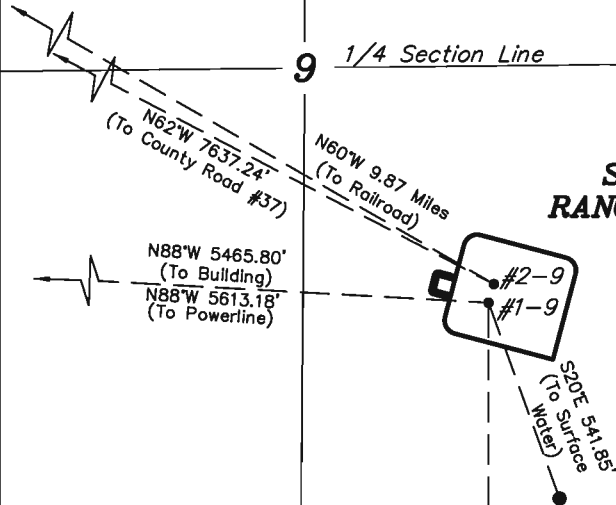 9
1/4 Section Line
N62°W 7637.24'
(To County Road #37)
N60°W 9.87 Miles
(To Railroad)
S
RANG
N88°W 5465.80'
(To Building)
N88°W 5613.18'
(To Powerline)
#2-9
#1-9
S20°E 541.85'
(To Surface
Water)